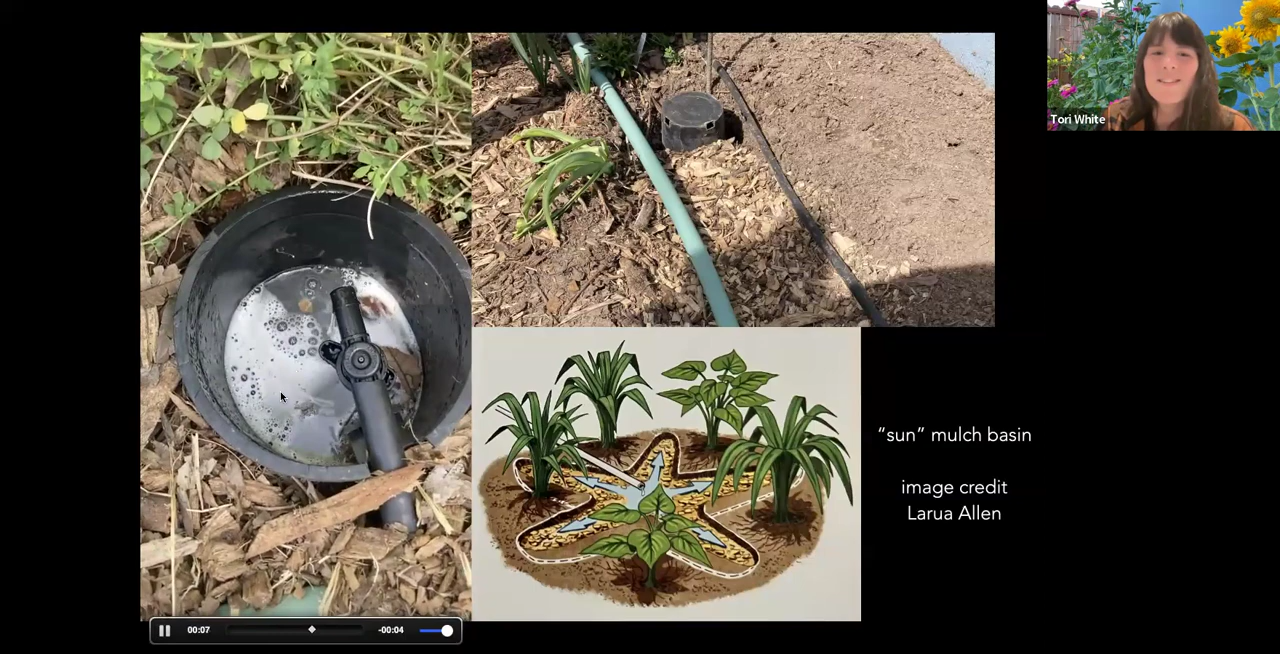 Tori White
“sun” mulch basin
image credit
Larua Allen
00:07
-00:04